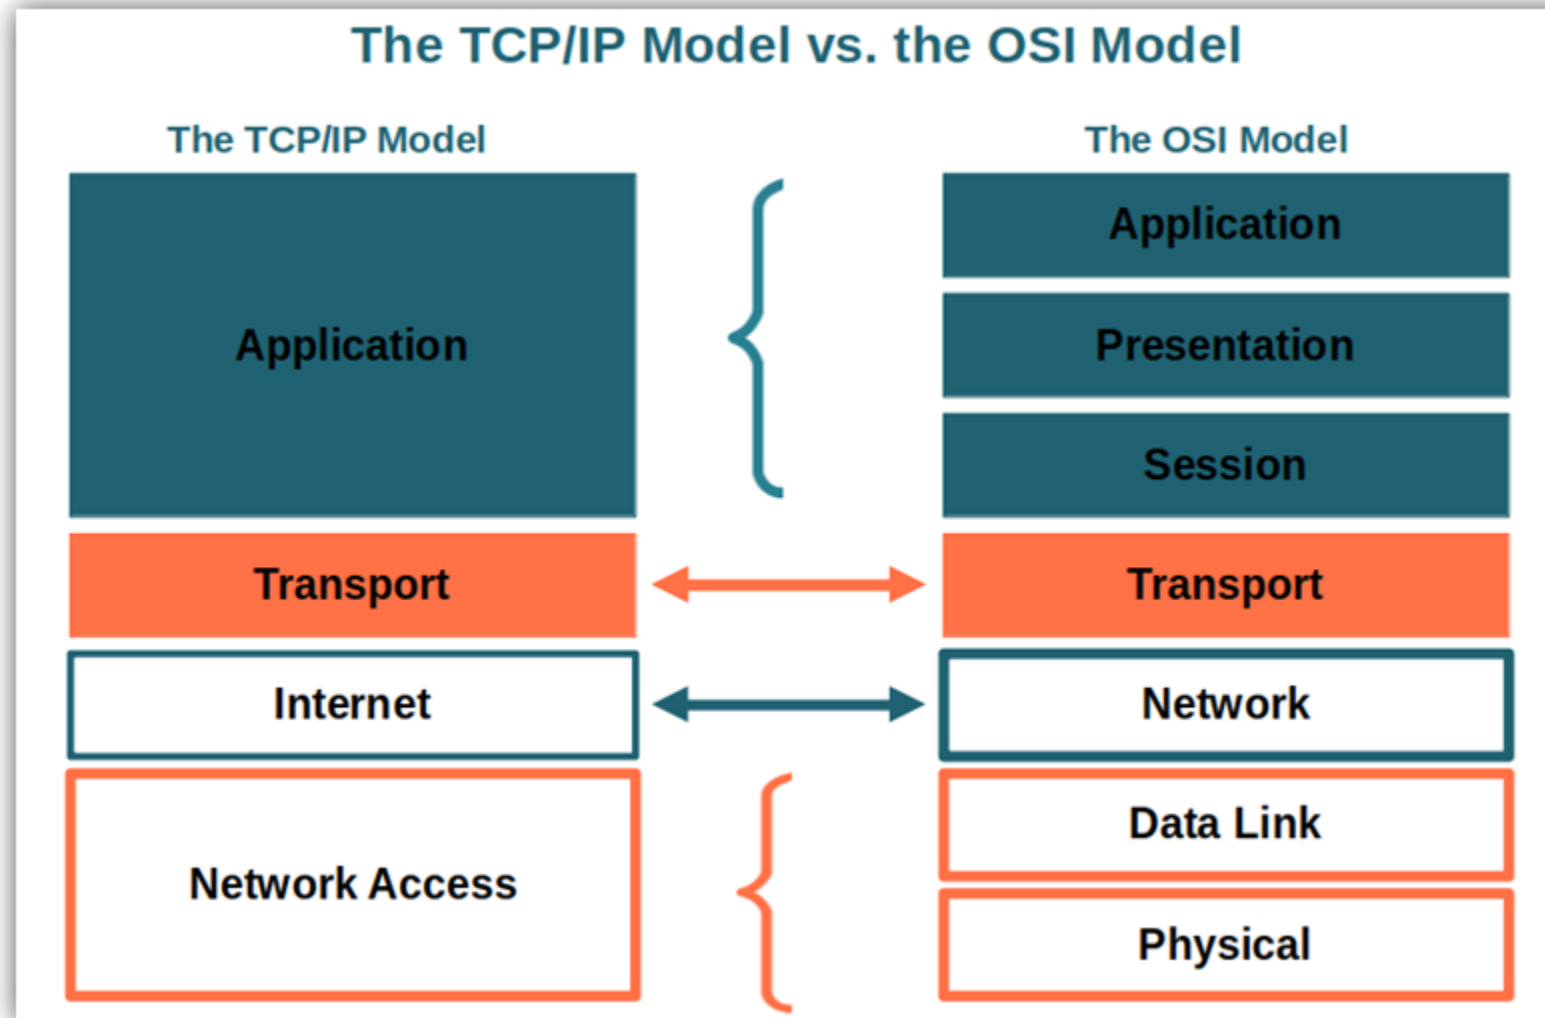 The TCP/IP Model vs. the OSI Model
The TCP/IP Model
Application
Transport
Internet
Network Access
The OSI Model
Application
Presentation
Session
Transport
Network
Data Link
Physical